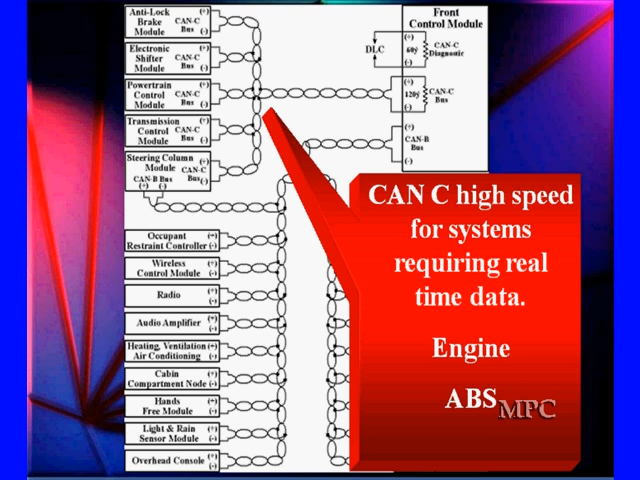 Anti-Lock
Brake
Module
(+)
CAN-C
Bus
(-)
Electronic
Shifter
Module
(+)
CAN-C
Bus
(-)
Powertrain
Control
Module
(+)
CAN-C
Bus
(-)
Transmission
Control
Module
(+)
CAN-C
Bus
(-)
Steering Column
Module
(+)
CAN-C
Bus
(-)
CAN-B Bus
(+) (-)
Occupant
Restraint Controller
(+)
(-)
Wireless
Control Module
(+)
(-)
Radio
(+)
(-)
Audio Amplifier
(+)
(-)
Heating, Ventilation
Air Conditioning
(+)
(-)
Cabin
Compartment Node
(+)
(-)
Hands
Free Module
(+)
(-)
Light & Rain
Sensor Module
(+)
(-)
Overhead Console
(+)
(-)
Front
Control Module
DLC
(+)
60ÿ
(-)
CAN-C
Diagnostic
(+)
120ÿ
(-)
CAN-C
Bus
(+)
CAN-B
Bus
(-)
CAN C high speed
for systems
requiring real
time data.
Engine
ABS
MPC